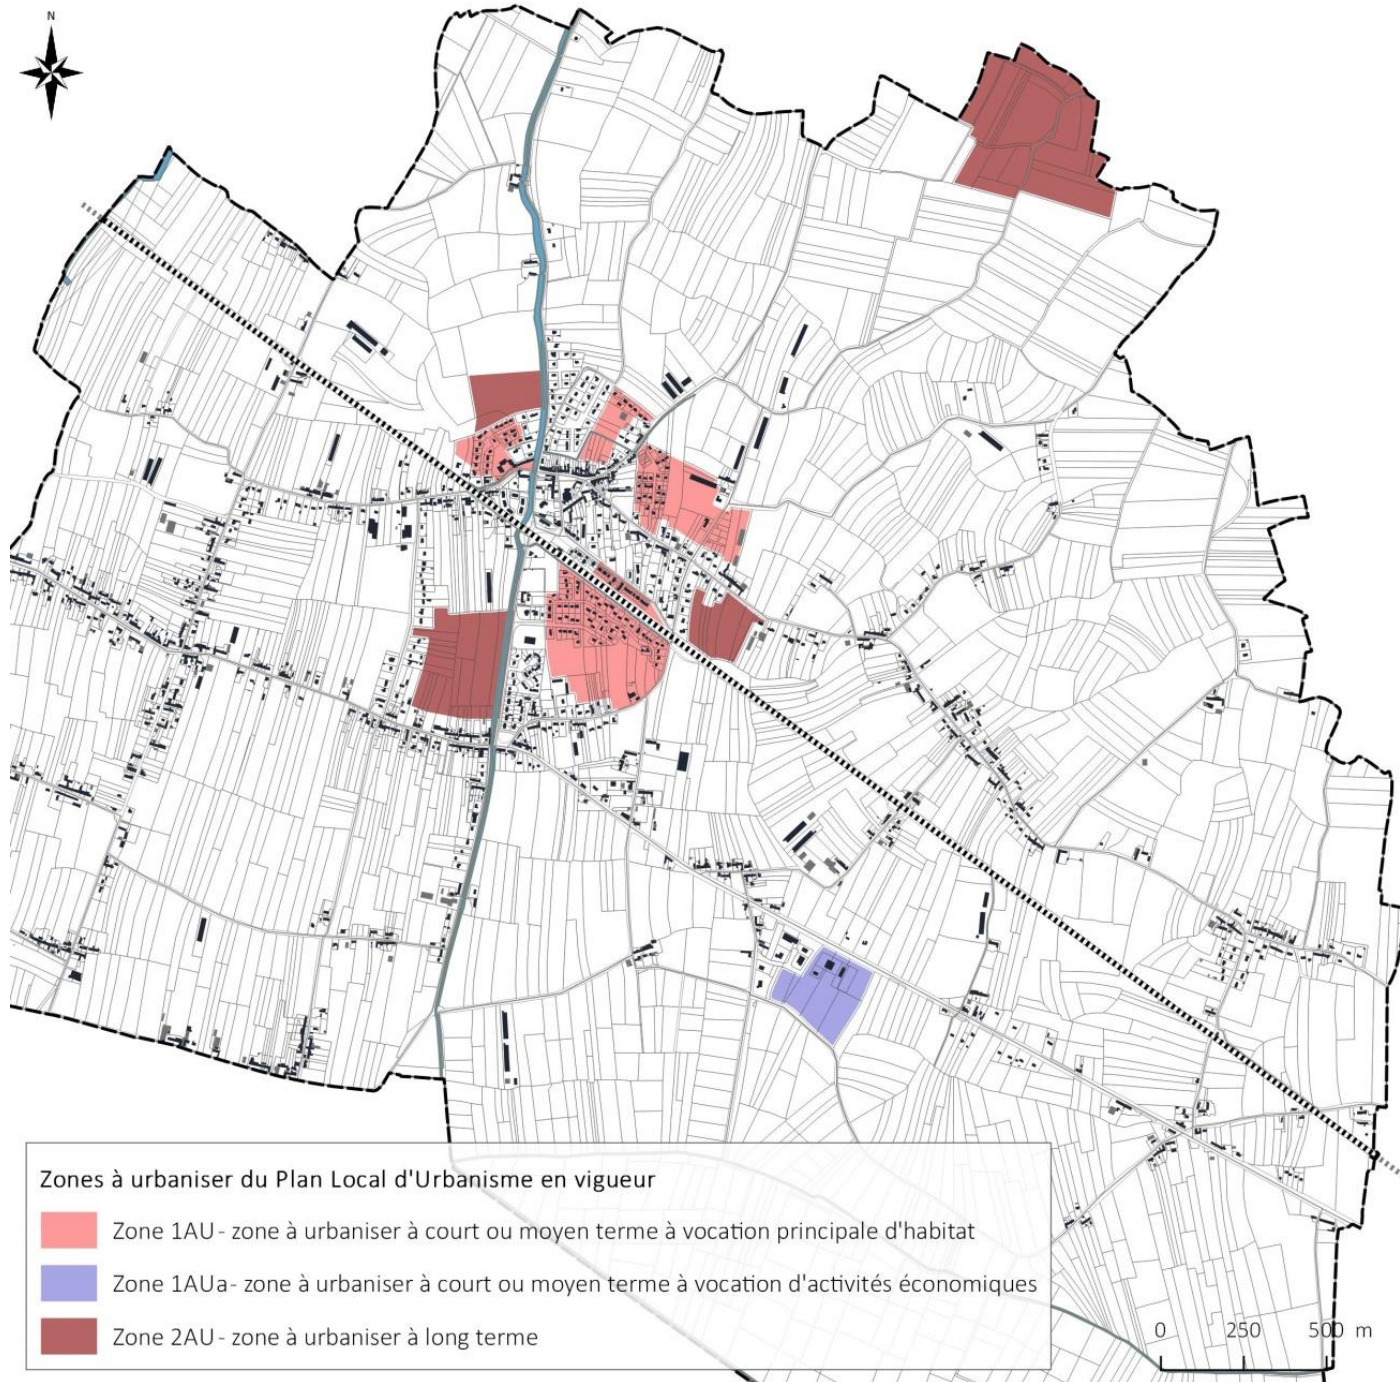 N
Zones à urbaniser du Plan Local d'Urbanisme en vigueur
Zone 1AU - zone à urbaniser à court ou moyen terme à vocation principale d'habitat
Zone 1AUa - zone à urbaniser à court ou moyen terme à vocation d'activités économiques
Zone 2AU - zone à urbaniser à long terme
0 250 500 m